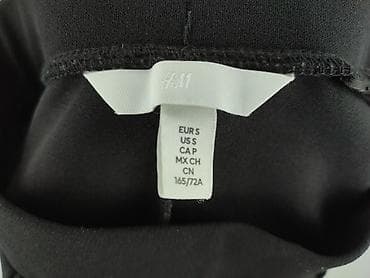 H&M
EUR S
US S
CA P
MX CH
CN
165/72A